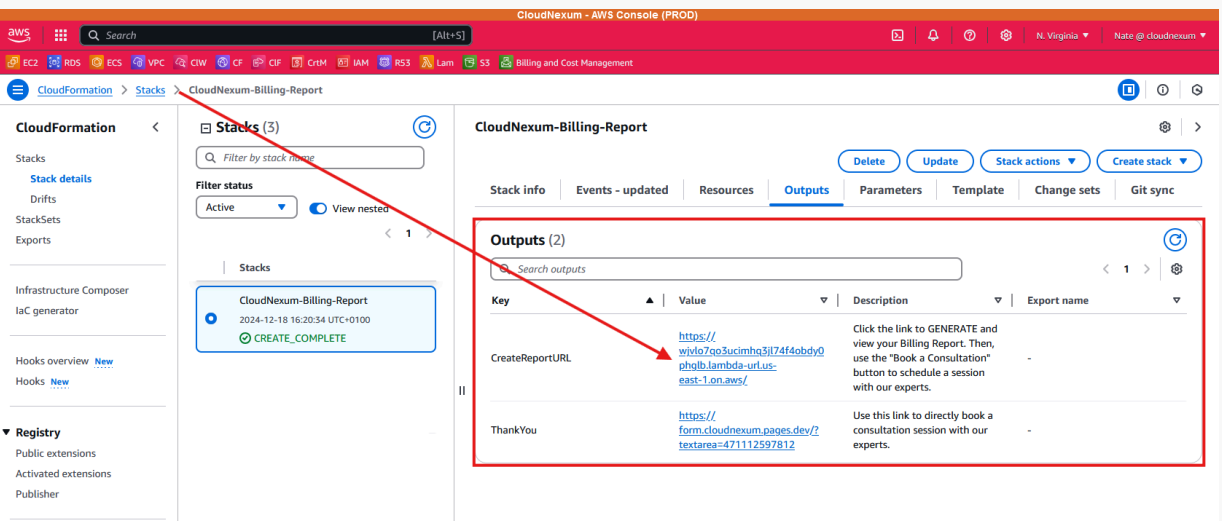 CloudNexum - AWS Console (PROD)
aws
Search
[Alt+S]
N. Virginia
Nate @ cloudnexum
EC2 RDS ECS VPC CIW CF CIF CrtM IAM R53 Lam S3 Billing and Cost Management
CloudFormation > Stacks > CloudNexum-Billing-Report
CloudFormation
Stacks
Stack details
Drifts
StackSets
Exports
Infrastructure Composer
IaC generator
Hooks overview New
Hooks New
Registry
Public extensions
Activated extensions
Publisher
Stacks (3)
Filter by stack name
Filter status
Active
View nested
1
Stacks
CloudNexum-Billing-Report
2024-12-18 16:20:34 UTC+0100
CREATE_COMPLETE
CloudNexum-Billing-Report
Delete
Update
Stack actions
Create stack
Stack info
Events - updated
Resources
Outputs
Parameters
Template
Change sets
Git sync
Outputs (2)
Search outputs
1
Key
Value
Description
Export name
CreateReportURL
https://
wjvlo7qo3ucimhq3jl74f4obdy0
phglb.lambda-url.us-
east-1.on.aws/
Click the link to GENERATE and
view your Billing Report. Then,
use the "Book a Consultation"
button to schedule a session
with our experts.
-
ThankYou
https://
form.cloudnexum.pages.dev/?
textarea=471112597812
Use this link to directly book a
consultation session with our
experts.
-